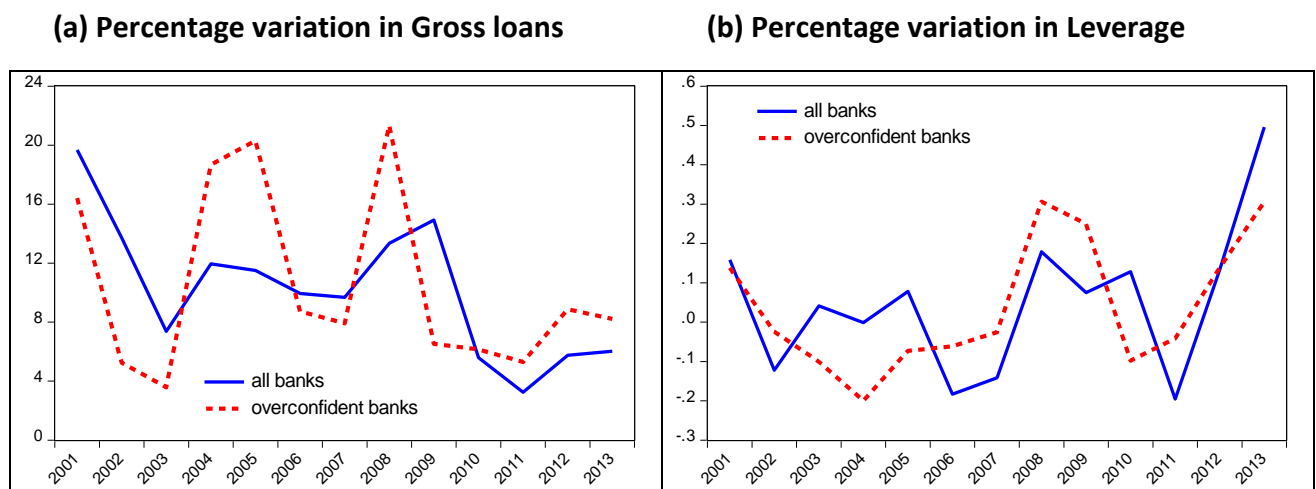 (a) Percentage variation in Gross loans
24
20
16
12
8
4
0
all banks
overconfident banks
2001 2002 2003 2004 2005 2006 2007 2008 2009 2010 2011 2012 2013
(b) Percentage variation in Leverage
.6
.5
.4
.3
.2
.1
.0
-.1
-.2
-.3
all banks
overconfident banks
2001 2002 2003 2004 2005 2006 2007 2008 2009 2010 2011 2012 2013